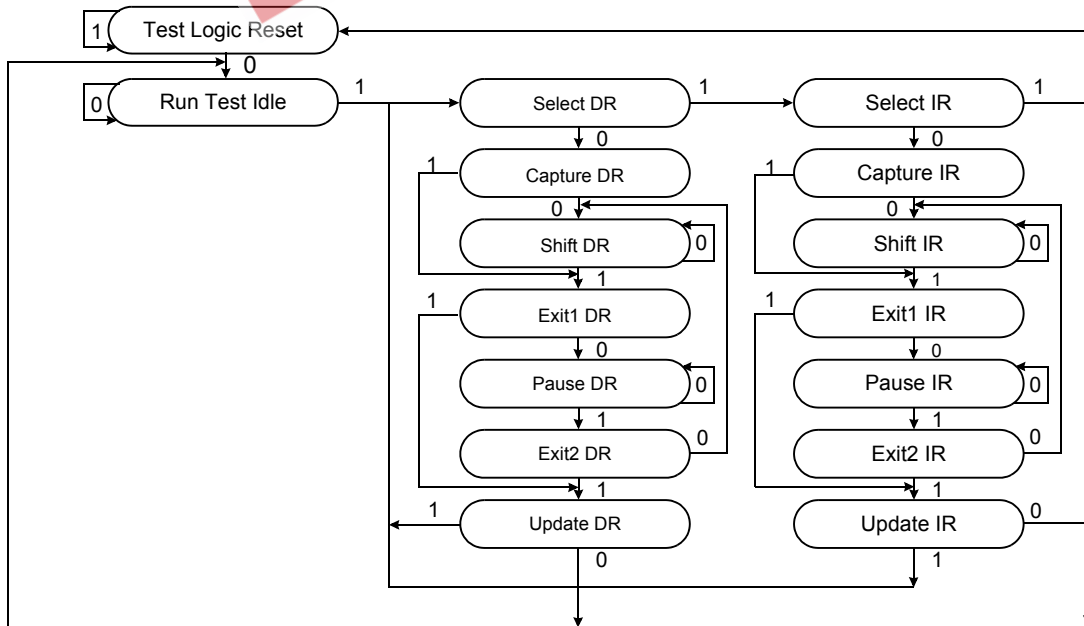 Test Logic Reset
1
0
Run Test Idle
0
1
Select DR
1
Select IR
1
0
0
Capture DR
1
Capture IR
1
0
0
Shift DR
0
Shift IR
0
1
1
Exit1 DR
1
Exit1 IR
1
0
0
Pause DR
0
Pause IR
0
1
1
Exit2 DR
0
Exit2 IR
0
1
1
Update DR
1
Update IR
0
0
1